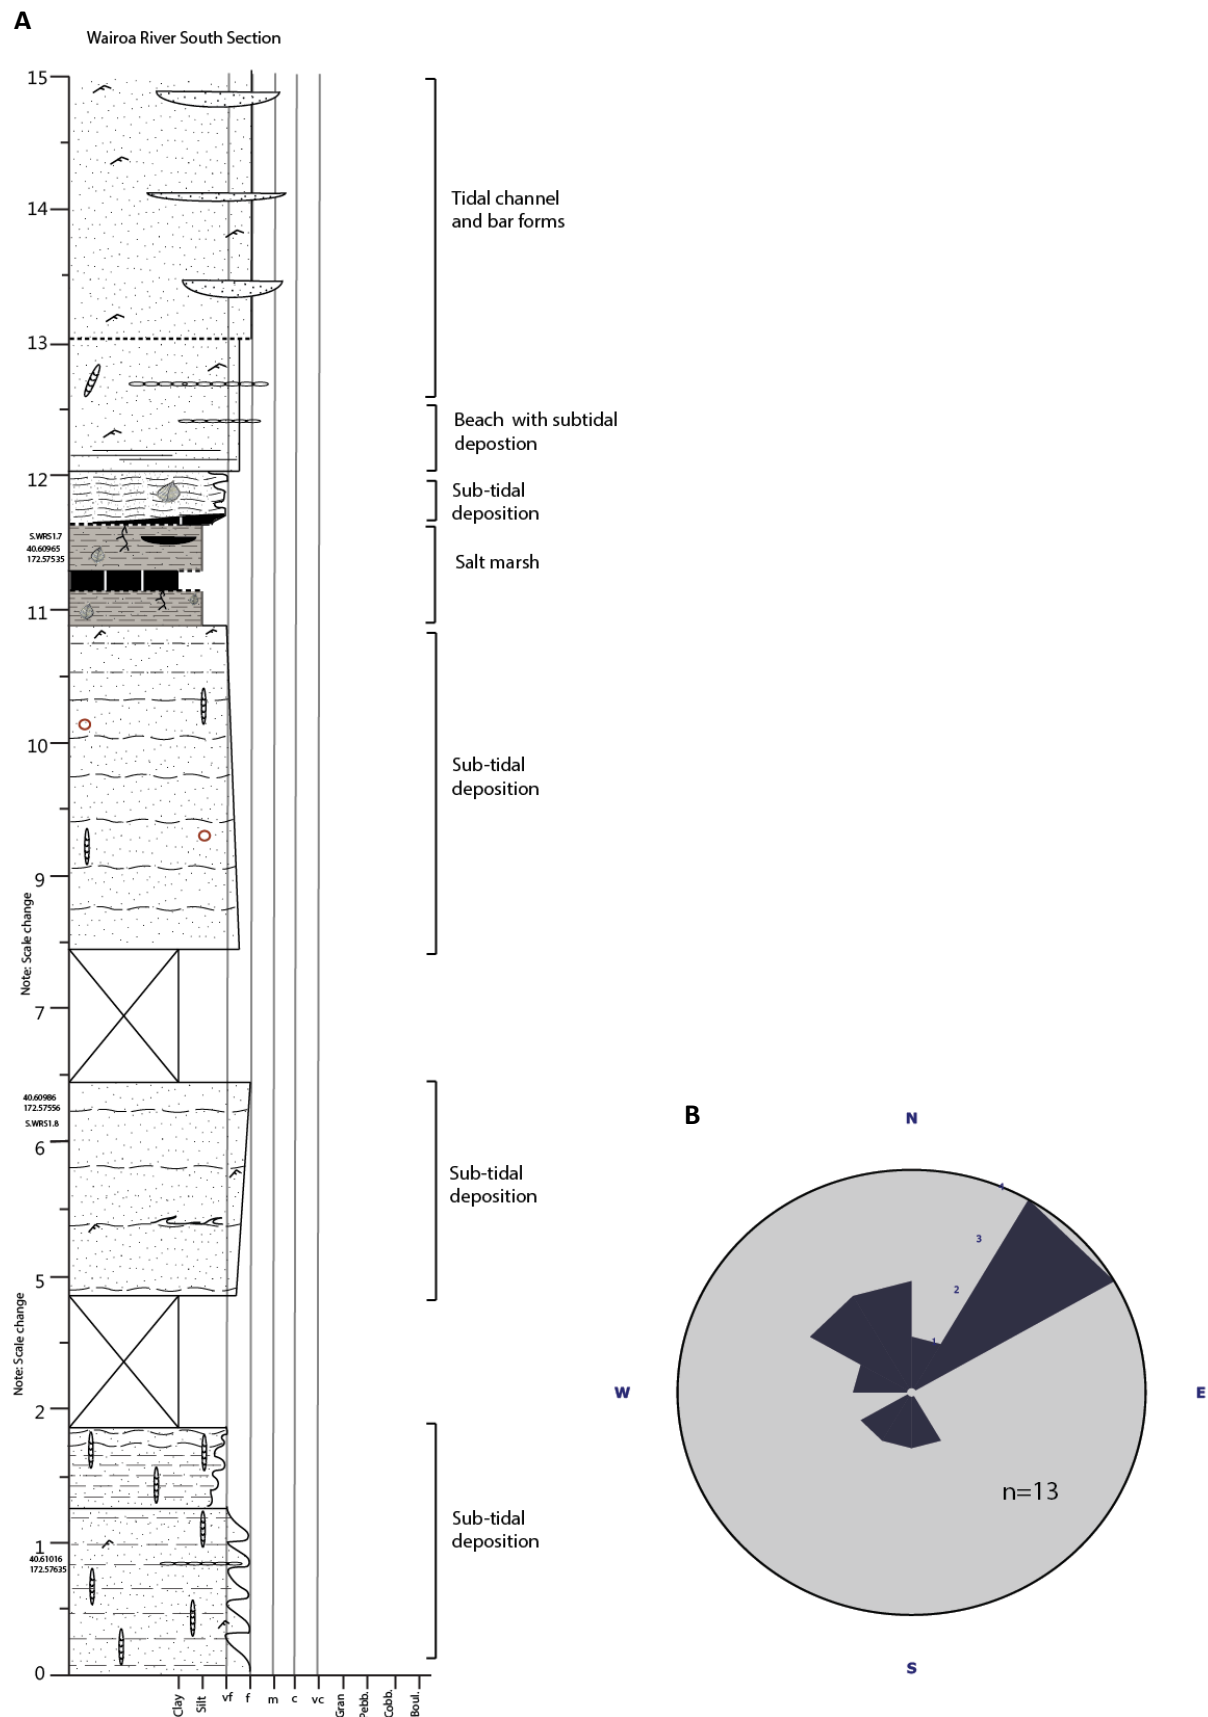 A
Wairoa River South Section
15
14
Tidal channel
and bar forms
13
Beach with subtidal
depostion
12
Sub-tidal
deposition
S.WRS1.7
40.60965
172.57535
Salt marsh
11
10
Sub-tidal
deposition
9
Note: Scale change
7
40.60986
172.57556
S.WRS1.8
6
Sub-tidal
deposition
5
Note: Scale change
2
Sub-tidal
deposition
1
40.61016
172.57635
0
Clay
Silt
vf
f
m
c
vc
Gran
Pebb.
Cobb.
Boul.
B
N
4
3
2
1
W
E
n=13
S